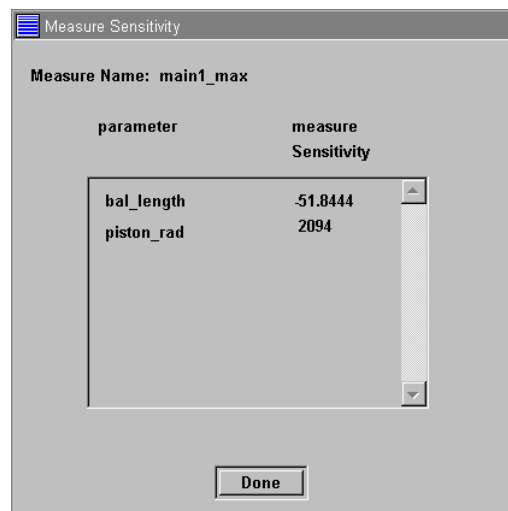 Measure Sensitivity
Measure Name: main1_max
parameter measure
Sensitivity
bal_length -51.8444
piston_rad 2094
Done